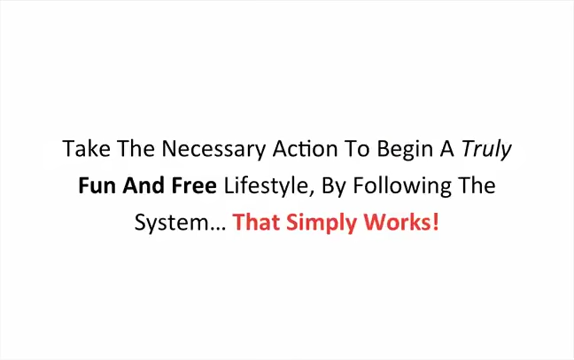 Take The Necessary Action To Begin A Truly
Fun And Free Lifestyle, By Following The
System... That Simply Works!